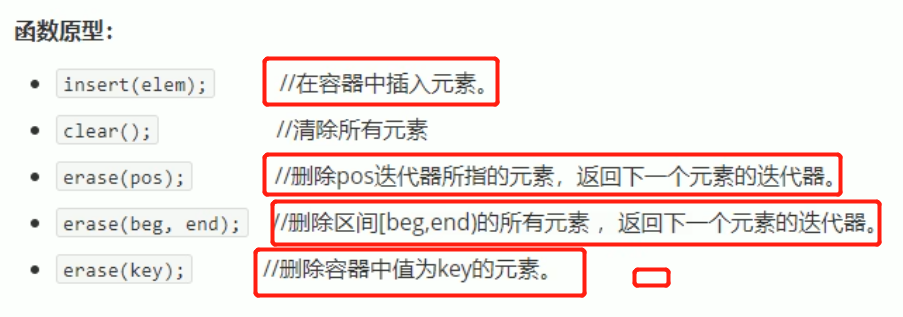 函数原型：
insert(elem); //在容器中插入元素。
clear(); //清除所有元素
erase(pos); //删除pos迭代器所指的元素，返回下一个元素的迭代器。
erase(beg, end); //删除区间[beg,end)的所有元素 ，返回下一个元素的迭代器。
erase(key); //删除容器中值为key的元素。